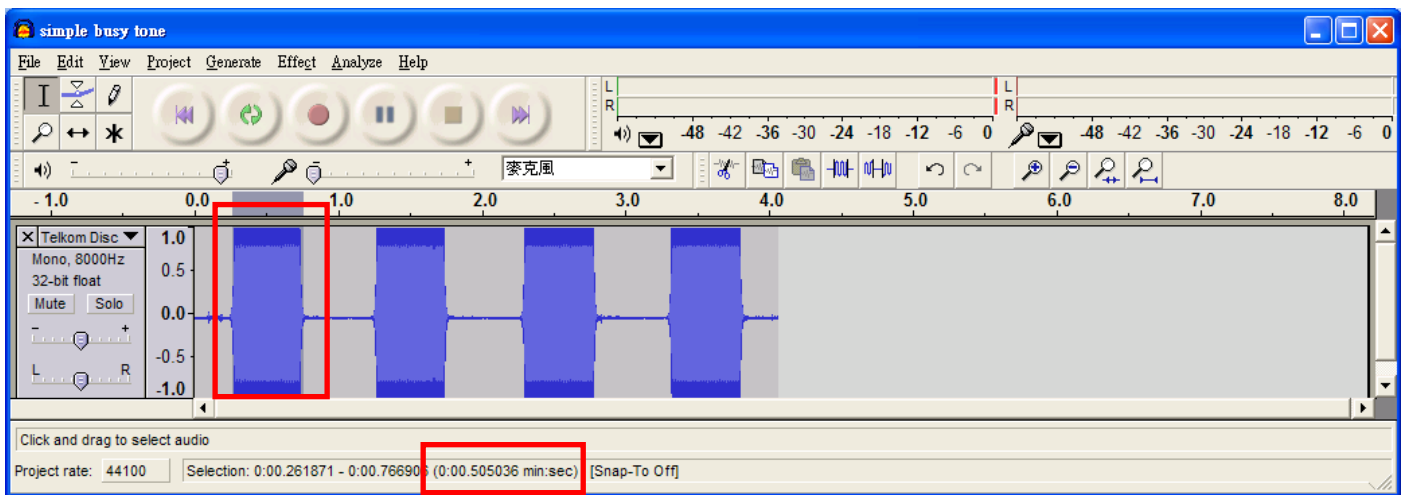 simple busy tone
File Edit View Project Generate Effect Analyze Help
L
R
-48 -42 -36 -30 -24 -18 -12 -6 0
L
R
-48 -42 -36 -30 -24 -18 -12 -6 0
- + - + 麥克風
- 1.0 0.0 1.0 2.0 3.0 4.0 5.0 6.0 7.0 8.0
X Telkom Disc
Mono, 8000Hz
32-bit float
Mute Solo
- +
L R
1.0
0.5
0.0
-0.5
-1.0
Click and drag to select audio
Project rate: 44100 Selection: 0:00.261871 - 0:00.766906 (0:00.505036 min:sec) [Snap-To Off]